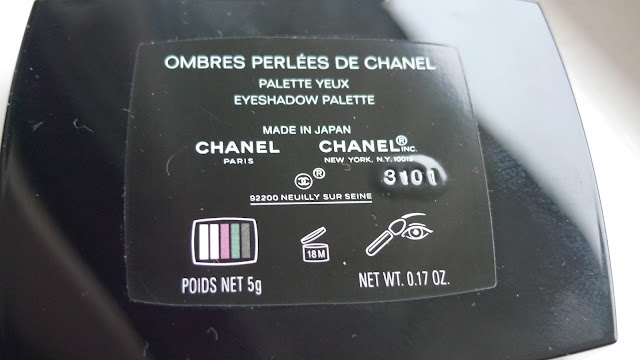 OMBRES PERLÉES DE CHANEL
PALETTE YEUX
EYESHADOW PALETTE
MADE IN JAPAN
CHANEL CHANEL® INC.
PARIS NEW YORK, N.Y. 10019
®
3101
92200 NEUILLY SUR SEINE
18M
POIDS NET 5g NET WT. 0.17 OZ.